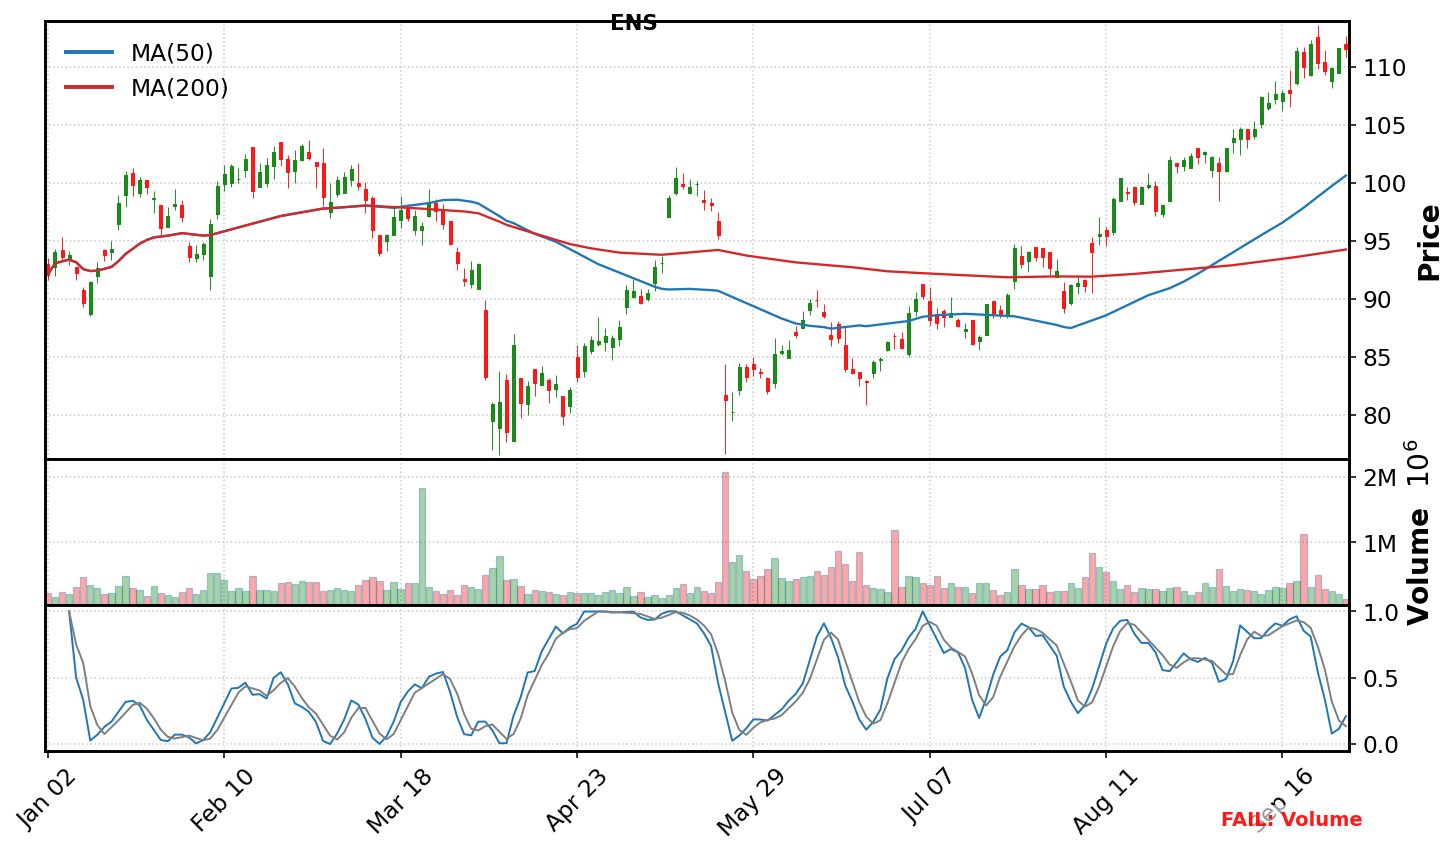 ENS
MA(50)
MA(200)
110
105
100
95
90
85
80
Price
2M
1M
Volume 10^6
1.0
0.5
0.0
Jan 02
Feb 10
Mar 18
Apr 23
May 29
Jul 07
Aug 11
Sep 16
FAIL: Volume